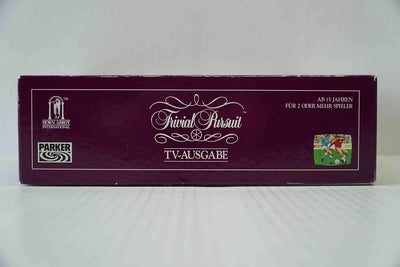 HORN ABBOT
INTERNATIONAL
PARKER
Trivial Pursuit
TV-AUSGABE
AB 15 JAHREN
FÜR 2 ODER MEHR SPIELER